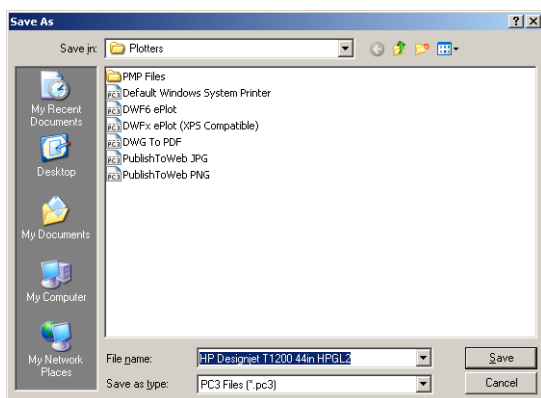 Save As
Save in:
Plotters
My Recent
Documents
Desktop
My Documents
My Computer
My Network
Places
PMP Files
Default Windows System Printer
DWF6 ePlot
DWFx ePlot (XPS Compatible)
DWG To PDF
PublishToWeb JPG
PublishToWeb PNG
File name:
HP Designjet T1200 44in HPGL2
Save
Save as type:
PC3 Files (*.pc3)
Cancel